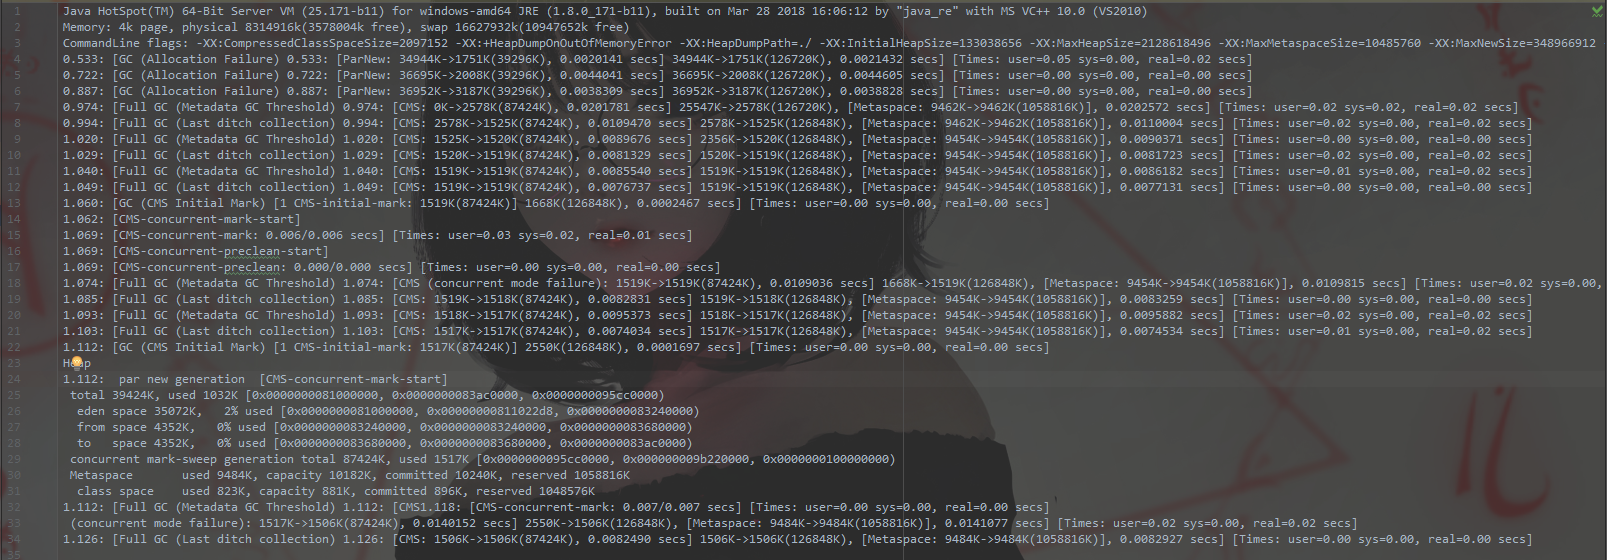 1 Java HotSpot(TM) 64-Bit Server VM (25.171-b11) for windows-amd64 JRE (1.8.0_171-b11), built on Mar 28 2018 16:06:12 by "java_re" with MS VC++ 10.0 (VS2010)
2 Memory: 4k page, physical 8314916k(3578004k free), swap 16627932k(10947652k free)
3 CommandLine flags: -XX:CompressedClassSpaceSize=2097152 -XX:+HeapDumpOnOutOfMemoryError -XX:HeapDumpPath=./ -XX:InitialHeapSize=133038656 -XX:MaxHeapSize=2128618496 -XX:MaxMetaspaceSize=10485760 -XX:MaxNewSize=348966912
4 0.533: [GC (Allocation Failure) 0.533: [ParNew: 34944K->1751K(39296K), 0.0020141 secs] 34944K->1751K(126720K), 0.0021432 secs] [Times: user=0.05 sys=0.00, real=0.02 secs]
5 0.722: [GC (Allocation Failure) 0.722: [ParNew: 36695K->2008K(39296K), 0.0044041 secs] 36695K->2008K(126720K), 0.0044605 secs] [Times: user=0.00 sys=0.00, real=0.00 secs]
6 0.887: [GC (Allocation Failure) 0.887: [ParNew: 36952K->3187K(39296K), 0.0038309 secs] 36952K->3187K(126720K), 0.0038828 secs] [Times: user=0.00 sys=0.00, real=0.00 secs]
7 0.974: [Full GC (Metadata GC Threshold) 0.974: [CMS: 0K->2578K(87424K), 0.0201781 secs] 25547K->2578K(126720K), [Metaspace: 9462K->9462K(1058816K)], 0.0202572 secs] [Times: user=0.02 sys=0.02, real=0.02 secs]
8 0.994: [Full GC (Last ditch collection) 0.994: [CMS: 2578K->1525K(87424K), 0.0109470 secs] 2578K->1525K(126848K), [Metaspace: 9462K->9462K(1058816K)], 0.0110004 secs] [Times: user=0.02 sys=0.00, real=0.02 secs]
9 1.020: [Full GC (Metadata GC Threshold) 1.020: [CMS: 1525K->1520K(87424K), 0.0089676 secs] 2356K->1520K(126848K), [Metaspace: 9454K->9454K(1058816K)], 0.0090371 secs] [Times: user=0.00 sys=0.00, real=0.00 secs]
10 1.029: [Full GC (Last ditch collection) 1.029: [CMS: 1520K->1519K(87424K), 0.0081329 secs] 1520K->1519K(126848K), [Metaspace: 9454K->9454K(1058816K)], 0.0081723 secs] [Times: user=0.02 sys=0.00, real=0.02 secs]
11 1.040: [Full GC (Metadata GC Threshold) 1.040: [CMS: 1519K->1519K(87424K), 0.0085540 secs] 1519K->1519K(126848K), [Metaspace: 9454K->9454K(1058816K)], 0.0086182 secs] [Times: user=0.01 sys=0.00, real=0.02 secs]
12 1.049: [Full GC (Last ditch collection) 1.049: [CMS: 1519K->1519K(87424K), 0.0076737 secs] 1519K->1519K(126848K), [Metaspace: 9454K->9454K(1058816K)], 0.0077131 secs] [Times: user=0.00 sys=0.00, real=0.00 secs]
13 1.060: [GC (CMS Initial Mark) [1 CMS-initial-mark: 1519K(87424K)] 1668K(126848K), 0.0002467 secs] [Times: user=0.00 sys=0.00, real=0.00 secs]
14 1.062: [CMS-concurrent-mark-start]
15 1.069: [CMS-concurrent-mark: 0.006/0.006 secs] [Times: user=0.03 sys=0.02, real=0.01 secs]
16 1.069: [CMS-concurrent-preclean-start]
17 1.069: [CMS-concurrent-preclean: 0.000/0.000 secs] [Times: user=0.00 sys=0.00, real=0.00 secs]
18 1.074: [Full GC (Metadata GC Threshold) 1.074: [CMS (concurrent mode failure): 1519K->1519K(87424K), 0.0109036 secs] 1668K->1519K(126848K), [Metaspace: 9454K->9454K(1058816K)], 0.0109815 secs] [Times: user=0.02 sys=0.00,
19 1.085: [Full GC (Last ditch collection) 1.085: [CMS: 1519K->1518K(87424K), 0.0082831 secs] 1519K->1518K(126848K), [Metaspace: 9454K->9454K(1058816K)], 0.0083259 secs] [Times: user=0.00 sys=0.00, real=0.00 secs]
20 1.093: [Full GC (Metadata GC Threshold) 1.093: [CMS: 1518K->1517K(87424K), 0.0095373 secs] 1518K->1517K(126848K), [Metaspace: 9454K->9454K(1058816K)], 0.0095882 secs] [Times: user=0.02 sys=0.00, real=0.02 secs]
21 1.103: [Full GC (Last ditch collection) 1.103: [CMS: 1517K->1517K(87424K), 0.0074034 secs] 1517K->1517K(126848K), [Metaspace: 9454K->9454K(1058816K)], 0.0074534 secs] [Times: user=0.01 sys=0.00, real=0.02 secs]
22 1.112: [GC (CMS Initial Mark) [1 CMS-initial-mark: 1517K(87424K)] 2550K(126848K), 0.0001697 secs] [Times: user=0.00 sys=0.00, real=0.00 secs]
23 Heap
24 1.112: par new generation [CMS-concurrent-mark-start]
25 total 39424K, used 1032K [0x0000000081000000, 0x0000000083ac0000, 0x0000000095cc0000)
26 eden space 35072K, 2% used [0x0000000081000000, 0x00000000811022d8, 0x0000000083240000)
27 from space 4352K, 0% used [0x0000000083240000, 0x0000000083240000, 0x0000000083680000)
28 to space 4352K, 0% used [0x0000000083680000, 0x0000000083680000, 0x0000000083ac0000)
29 concurrent mark-sweep generation total 87424K, used 1517K [0x0000000095cc0000, 0x000000009b220000, 0x0000000100000000)
30 Metaspace used 9484K, capacity 10182K, committed 10240K, reserved 1058816K
31 class space used 823K, capacity 881K, committed 896K, reserved 1048576K
32 1.112: [Full GC (Metadata GC Threshold) 1.112: [CMS1.118: [CMS-concurrent-mark: 0.007/0.007 secs] [Times: user=0.00 sys=0.00, real=0.00 secs]
33 (concurrent mode failure): 1517K->1506K(87424K), 0.0140152 secs] 2550K->1506K(126848K), [Metaspace: 9484K->9484K(1058816K)], 0.0141077 secs] [Times: user=0.02 sys=0.00, real=0.02 secs]
34 1.126: [Full GC (Last ditch collection) 1.126: [CMS: 1506K->1506K(87424K), 0.0082490 secs] 1506K->1506K(126848K), [Metaspace: 9484K->9484K(1058816K)], 0.0082927 secs] [Times: user=0.00 sys=0.00, real=0.00 secs]
35